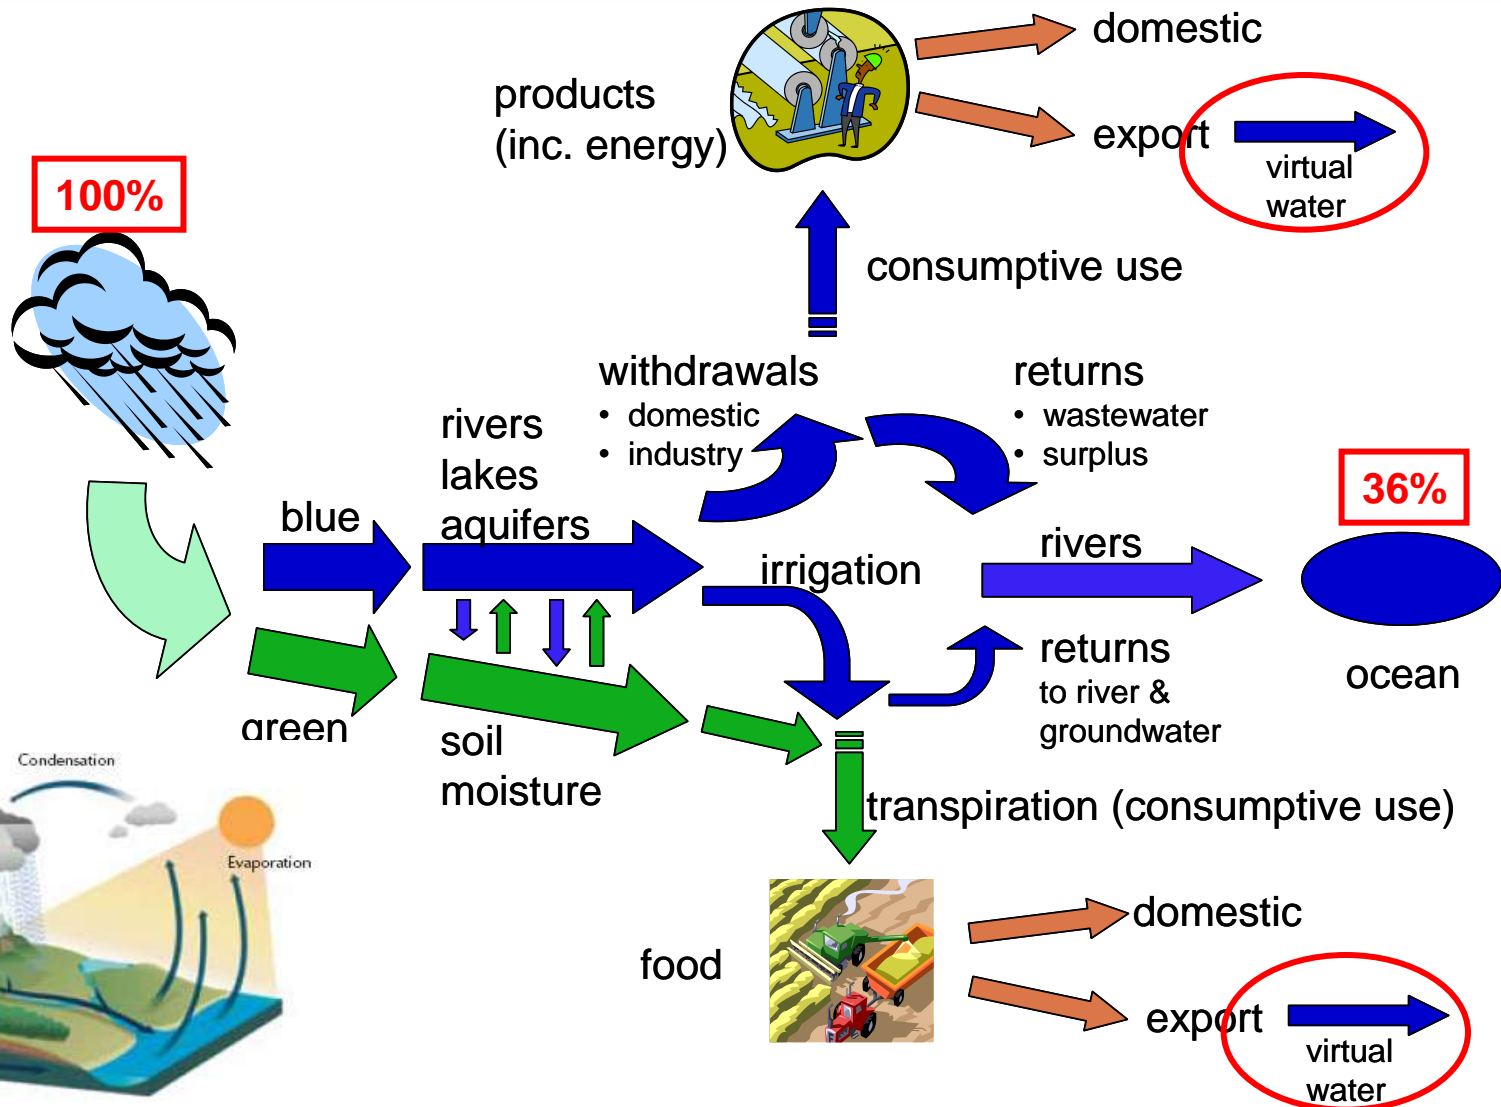 domestic
products
(inc. energy)
export
virtual
water
100%
consumptive use
withdrawals
• domestic
• industry
returns
• wastewater
• surplus
rivers
lakes
aquifers
36%
blue
irrigation
rivers
returns
to river &
groundwater
ocean
green
soil
moisture
Condensation
Evaporation
transpiration (consumptive use)
food
domestic
export
virtual
water